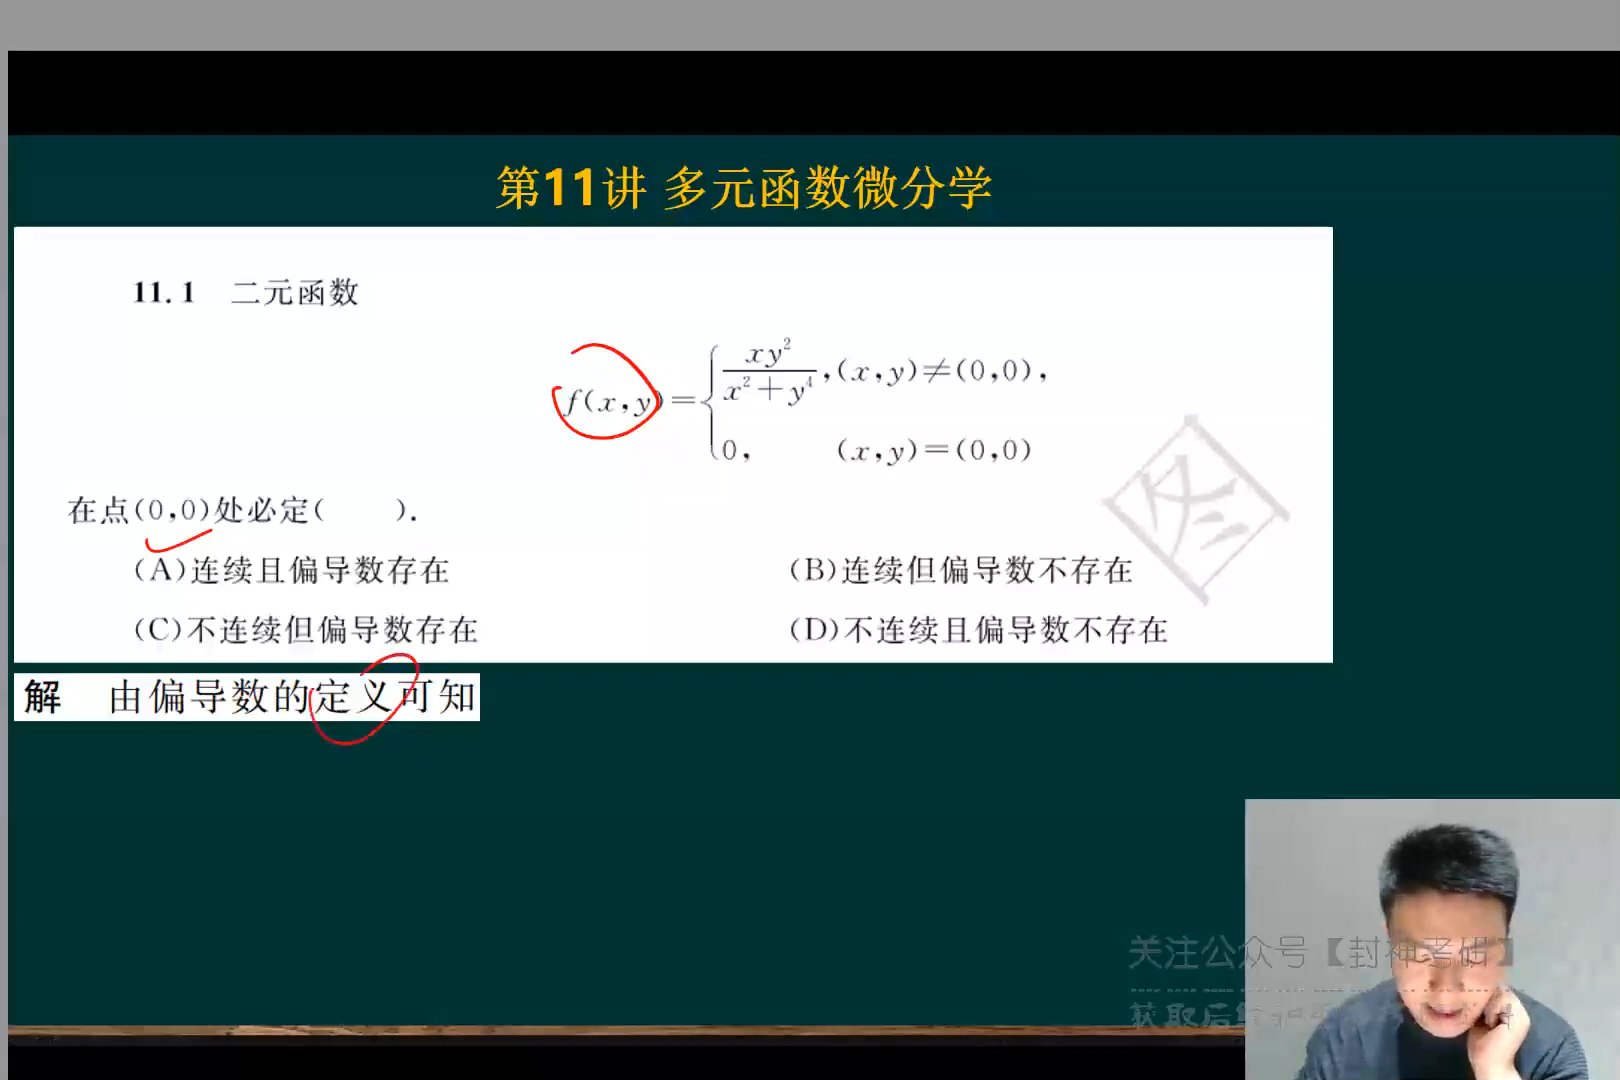 第11讲 多元函数微分学
11.1 二元函数
f(x,y)={xy²/(x²+y⁴),(x,y)≠(0,0),
0, (x,y)=(0,0)
在点(0,0)处必定( ).
(A)连续且偏导数存在
(B)连续但偏导数不存在
(C)不连续但偏导数存在
(D)不连续且偏导数不存在
解 由偏导数的定义可知
关注公众号【封神考研】